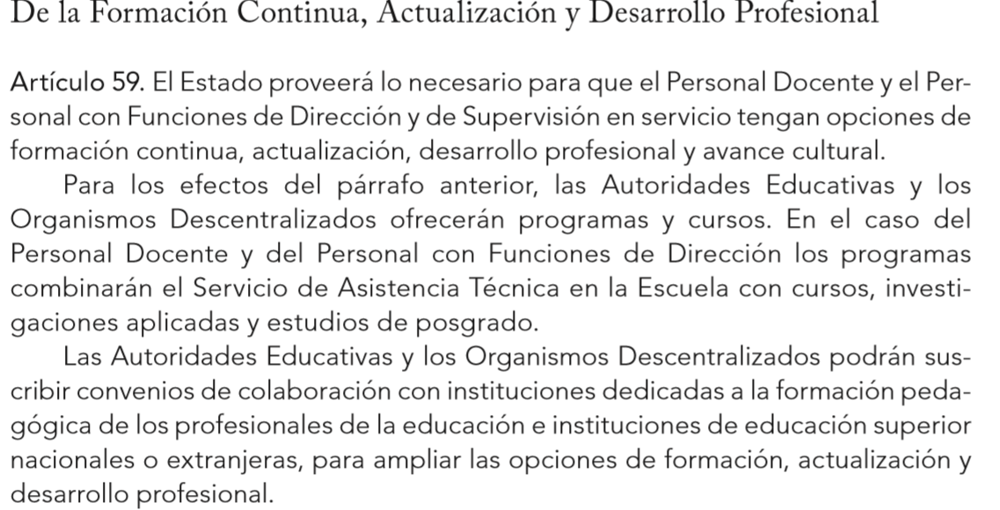 De la Formación Continua, Actualización y Desarrollo Profesional
Artículo 59. El Estado proveerá lo necesario para que el Personal Docente y el Per-
sonal con Funciones de Dirección y de Supervisión en servicio tengan opciones de
formación continua, actualización, desarrollo profesional y avance cultural.
Para los efectos del párrafo anterior, las Autoridades Educativas y los
Organismos Descentralizados ofrecerán programas y cursos. En el caso del
Personal Docente y del Personal con Funciones de Dirección los programas
combinarán el Servicio de Asistencia Técnica en la Escuela con cursos, investi-
gaciones aplicadas y estudios de posgrado.
Las Autoridades Educativas y los Organismos Descentralizados podrán sus-
cribir convenios de colaboración con instituciones dedicadas a la formación peda-
gógica de los profesionales de la educación e instituciones de educación superior
nacionales o extranjeras, para ampliar las opciones de formación, actualización y
desarrollo profesional.